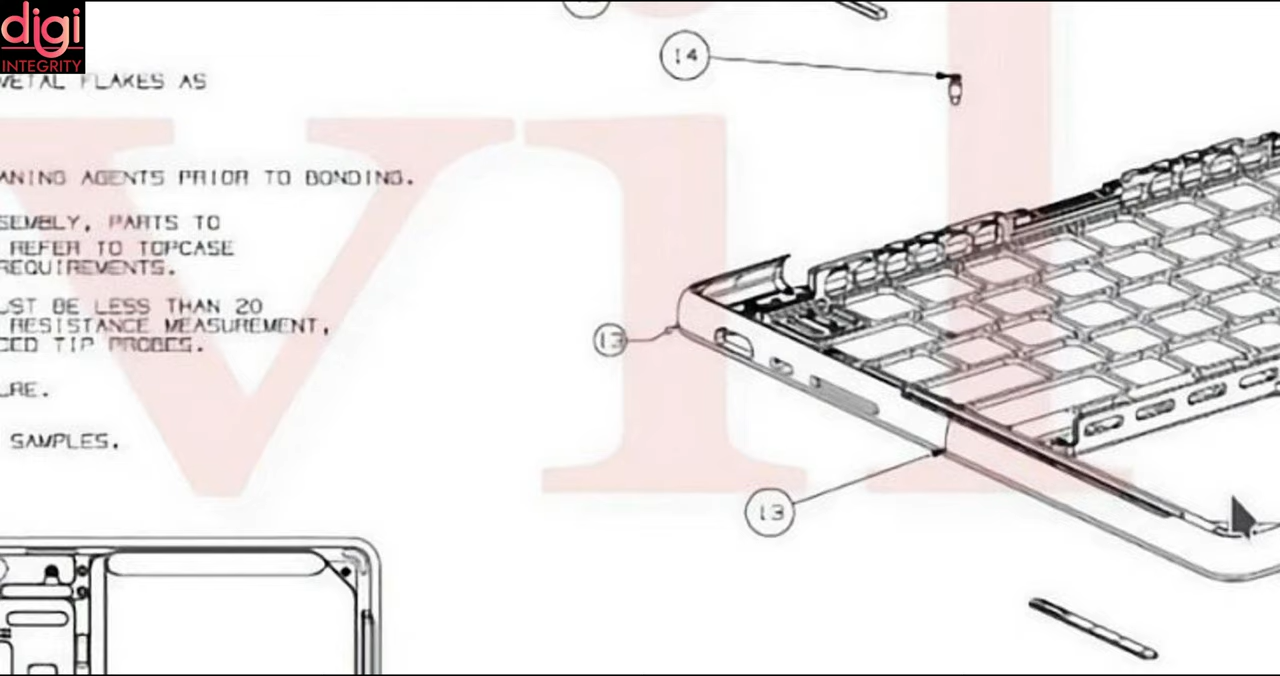 digi
INTEGRITY
METAL FLAKES AS
ANING AGENTS PRIOR TO BONDING.
SEMBLY, PARTS TO
REFER TO TOPCASE
REQUIREMENTS.
UST BE LESS THAN 20
RESISTANCE MEASUREMENT,
CED TIP PROBES.
URE.
SAMPLES.
14
13
13
vil